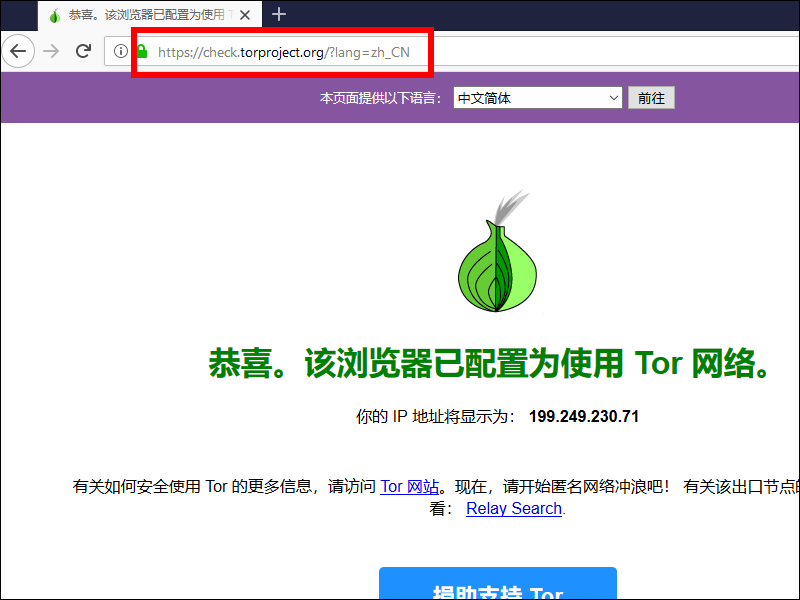 恭喜。该浏览器已配置为使用 T
https://check.torproject.org/?lang=zh_CN
本页面提供以下语言： 中文简体 前往
恭喜。该浏览器已配置为使用 Tor 网络。
你的 IP 地址将显示为： 199.249.230.71
有关如何安全使用 Tor 的更多信息，请访问 Tor 网站。现在，请开始匿名网络冲浪吧！ 有关该出口节点的
看： Relay Search.
捐助支持 Tor